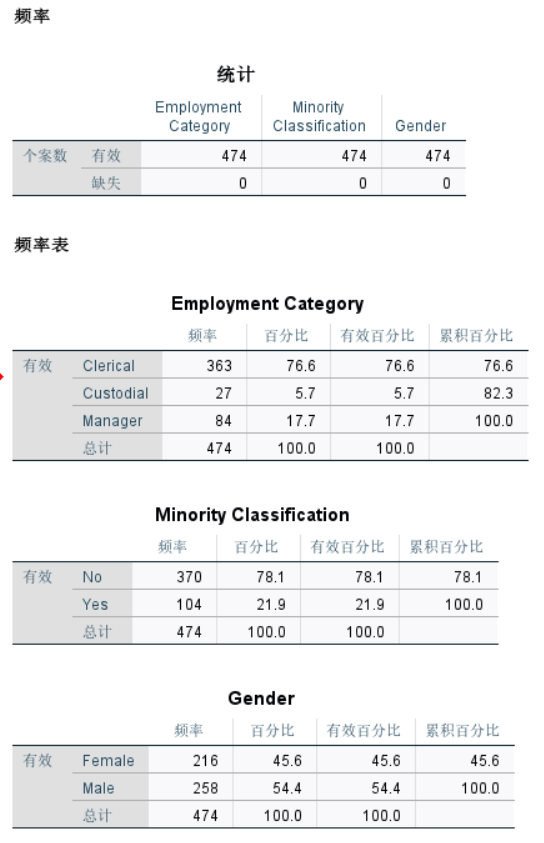 频率
统计
Employment Category Minority Classification Gender
个案数 有效 474 474 474
缺失 0 0 0
频率表
Employment Category
频率 百分比 有效百分比 累积百分比
有效 Clerical 363 76.6 76.6 76.6
Custodial 27 5.7 5.7 82.3
Manager 84 17.7 17.7 100.0
总计 474 100.0 100.0
Minority Classification
频率 百分比 有效百分比 累积百分比
有效 No 370 78.1 78.1 78.1
Yes 104 21.9 21.9 100.0
总计 474 100.0 100.0
Gender
频率 百分比 有效百分比 累积百分比
有效 Female 216 45.6 45.6 45.6
Male 258 54.4 54.4 100.0
总计 474 100.0 100.0